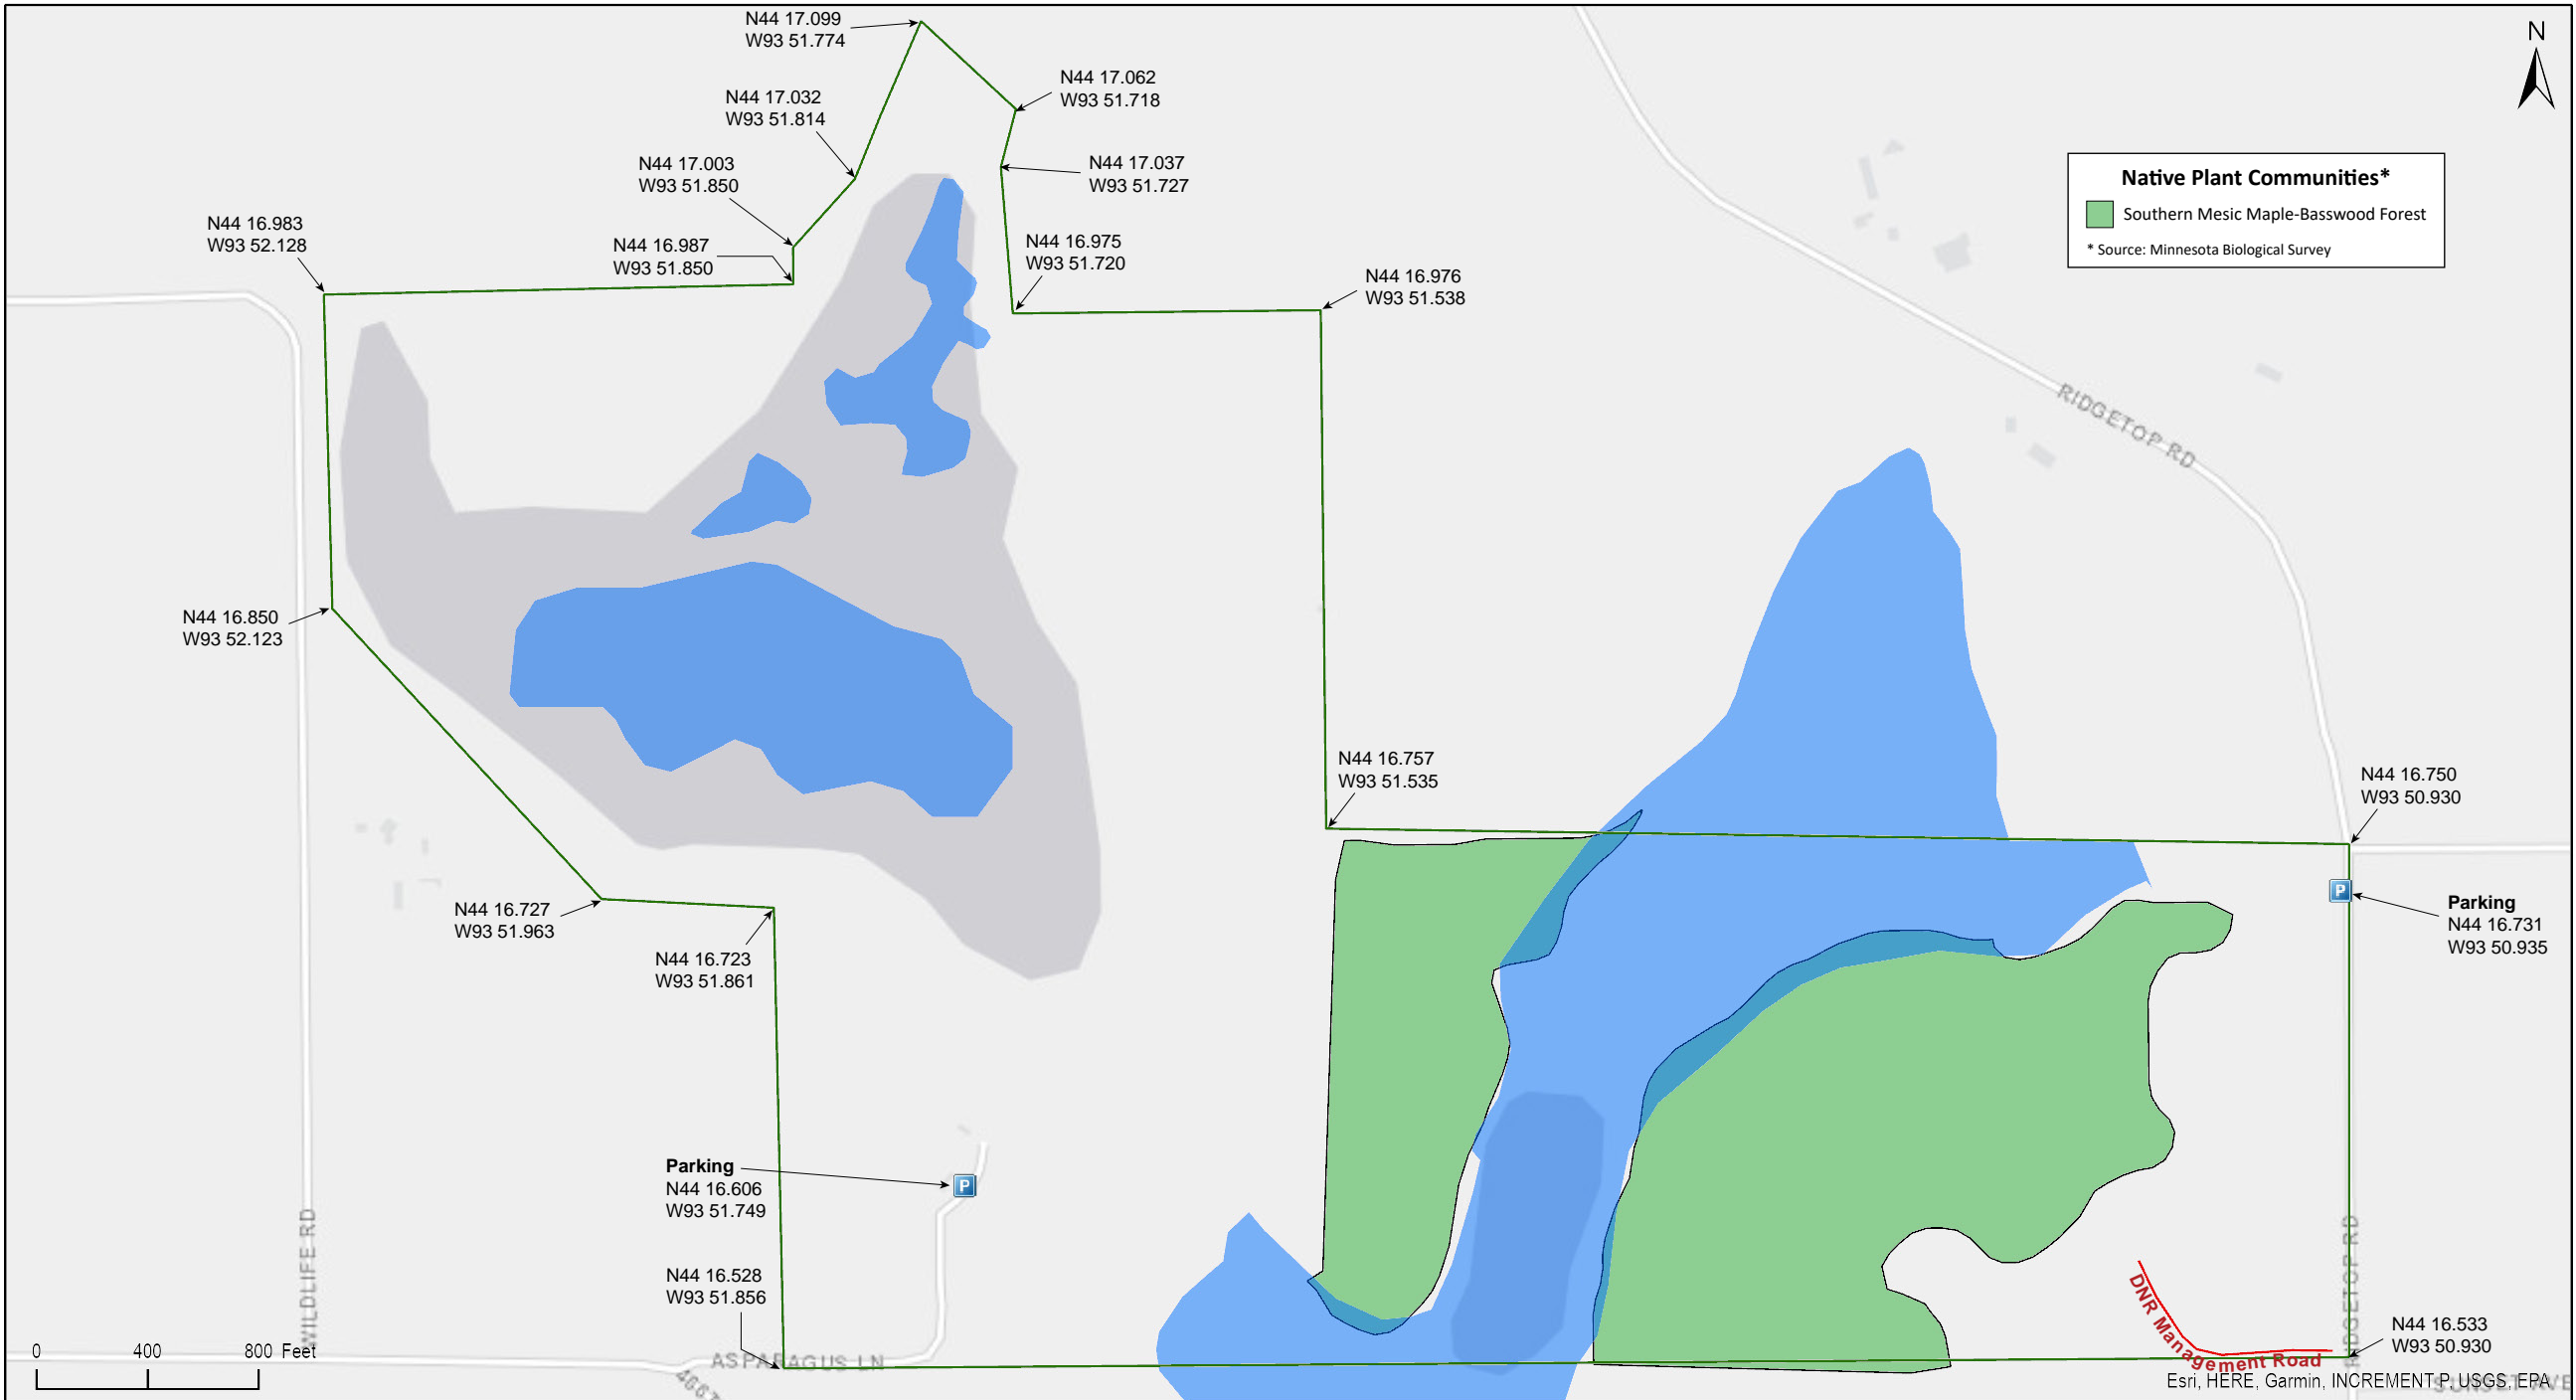 N44 17.099
W93 51.774
N
N44 17.062
W93 51.718
N44 17.032
W93 51.814
N44 17.037
W93 51.727
N44 17.003
W93 51.850
Native Plant Communities*
Southern Mesic Maple-Basswood Forest
* Source: Minnesota Biological Survey
N44 16.983
W93 52.128
N44 16.987
W93 51.850
N44 16.975
W93 51.720
N44 16.976
W93 51.538
RIDGETOP RD
N44 16.850
W93 52.123
N44 16.757
W93 51.535
N44 16.750
W93 50.930
P
Parking
N44 16.731
W93 50.935
N44 16.727
W93 51.963
N44 16.723
W93 51.861
Parking
N44 16.606
W93 51.749
P
WILDLIFE RD
N44 16.528
W93 51.856
RIDGETOP RD
DNR Management Road
N44 16.533
W93 50.930
0 400 800 Feet
ASPARAGUS LN
Esri, HERE, Garmin, INCREMENT P, USGS, EPA